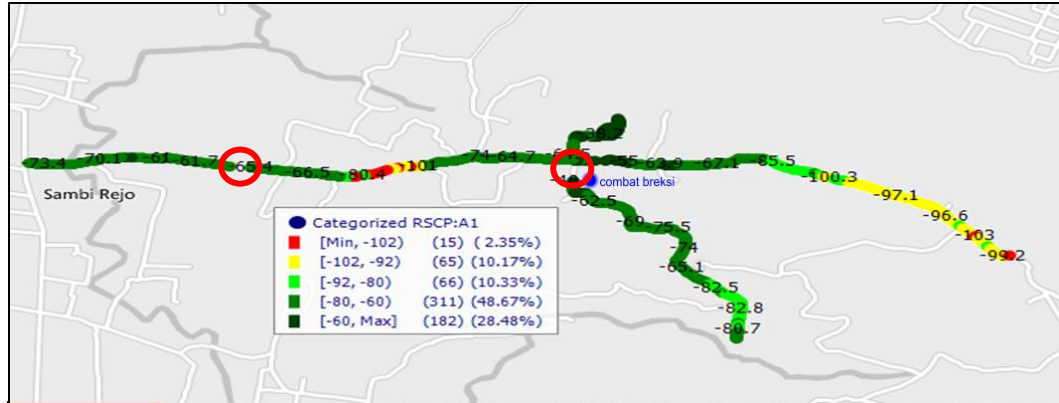 -38.2
-73.4 -70.1 -61 -61.7 -65.4 -66.5 -80.4 -101 -74 -64.7 -55 -63.9 -67.1 -85.5
-100.3
combat breksi
Sambi Rejo
-62.5
-97.1
-69 -75.5
-96.6
-74
-103
-65.1
-99.2
-82.5
-82.8
-80.7
Categorized RSCP:A1
[Min, -102) (15) ( 2.35%)
[-102, -92) (65) (10.17%)
[-92, -80) (66) (10.33%)
[-80, -60) (311) (48.67%)
[-60, Max] (182) (28.48%)